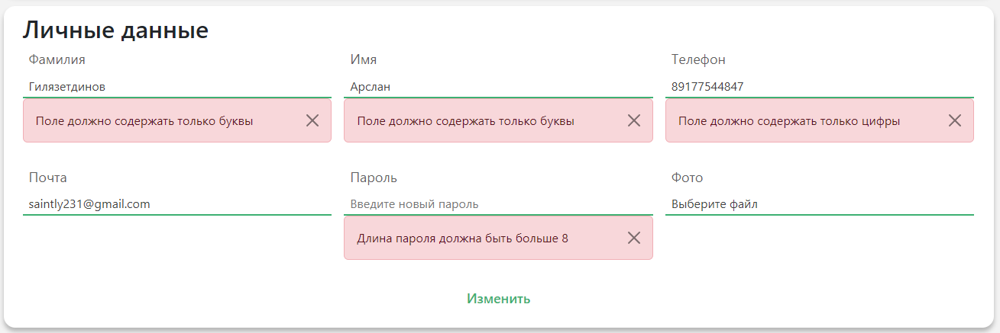 Личные данные
Фамилия
Гилязетдинов
Поле должно содержать только буквы
Имя
Арслан
Поле должно содержать только буквы
Телефон
89177544847
Поле должно содержать только цифры
Почта
saintly231@gmail.com
Пароль
Введите новый пароль
Длина пароля должна быть больше 8
Фото
Выберите файл
Изменить